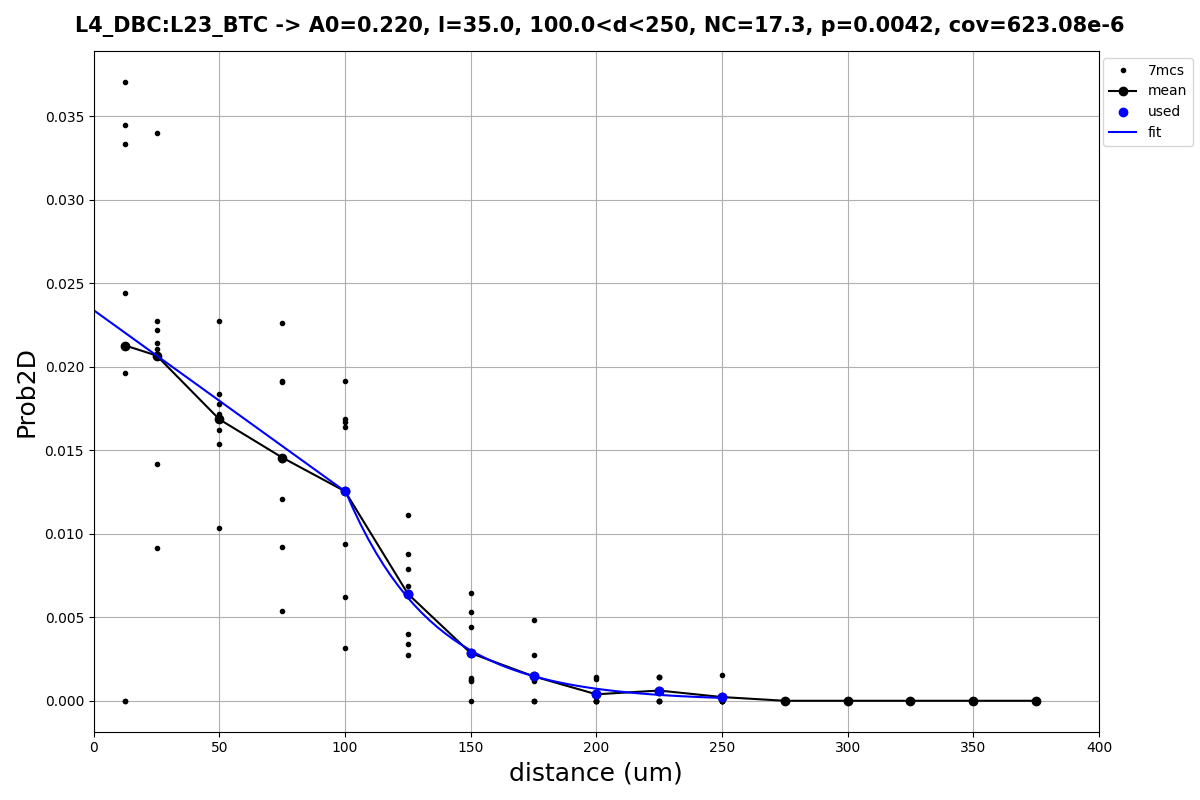 L4_DBC:L23_BTC -> A0=0.220, l=35.0, 100.0<d<250, NC=17.3, p=0.0042, cov=623.08e-6
7mcs
mean
used
fit
0.035
0.030
0.025
0.020
0.015
0.010
0.005
0.000
Prob2D
0 50 100 150 200 250 300 350 400
distance (um)